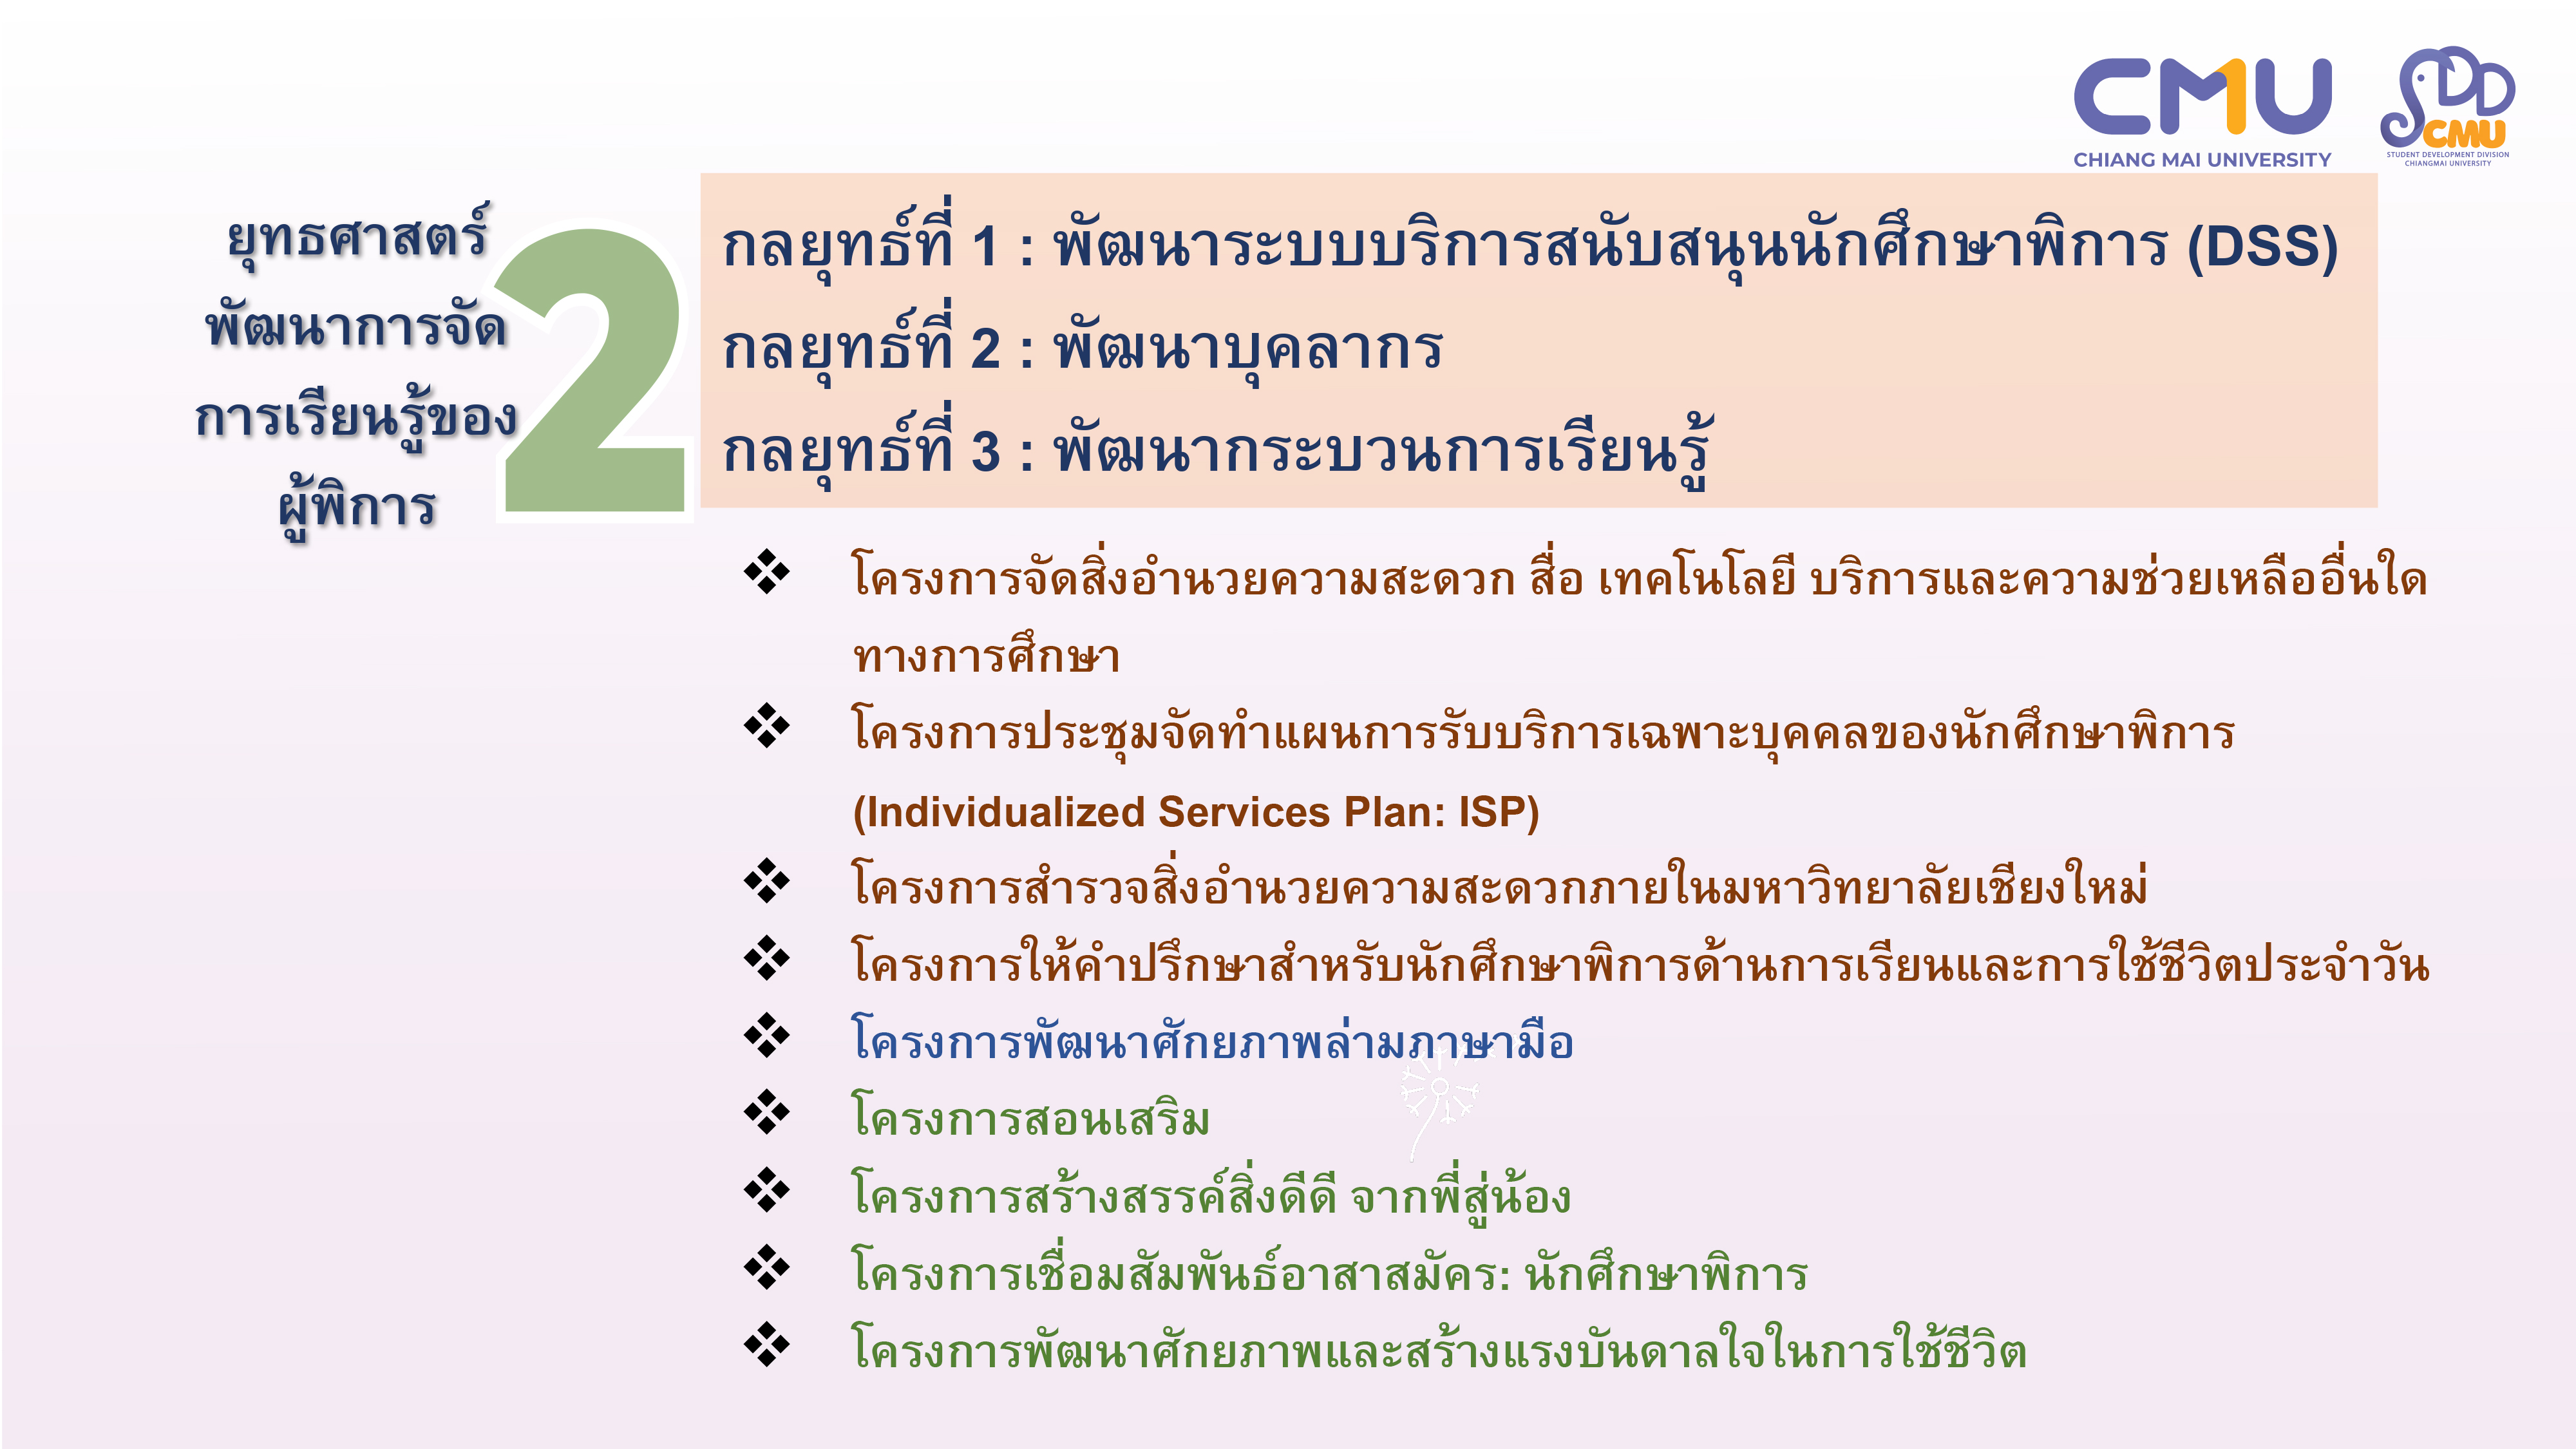 CMU
CHIANG MAI UNIVERSITY
SDD
CMU
STUDENT DEVELOPMENT DIVISION
CHIANGMAI UNIVERSITY
ยุทธศาสตร์
พัฒนาการจัด
การเรียนรู้ของ
ผู้พิการ
2
กลยุทธ์ที่ 1 : พัฒนาระบบบริการสนับสนุนนักศึกษาพิการ (DSS)
กลยุทธ์ที่ 2 : พัฒนาบุคลากร
กลยุทธ์ที่ 3 : พัฒนากระบวนการเรียนรู้
❖ โครงการจัดสิ่งอำนวยความสะดวก สื่อ เทคโนโลยี บริการและความช่วยเหลืออื่นใด
ทางการศึกษา
❖ โครงการประชุมจัดทำแผนการรับบริการเฉพาะบุคคลของนักศึกษาพิการ
(Individualized Services Plan: ISP)
❖ โครงการสำรวจสิ่งอำนวยความสะดวกภายในมหาวิทยาลัยเชียงใหม่
❖ โครงการให้คำปรึกษาสำหรับนักศึกษาพิการด้านการเรียนและการใช้ชีวิตประจำวัน
❖ โครงการพัฒนาศักยภาพล่ามภาษามือ
❖ โครงการสอนเสริม
❖ โครงการสร้างสรรค์สิ่งดีดี จากพี่สู่น้อง
❖ โครงการเชื่อมสัมพันธ์อาสาสมัคร: นักศึกษาพิการ
❖ โครงการพัฒนาศักยภาพและสร้างแรงบันดาลใจในการใช้ชีวิต